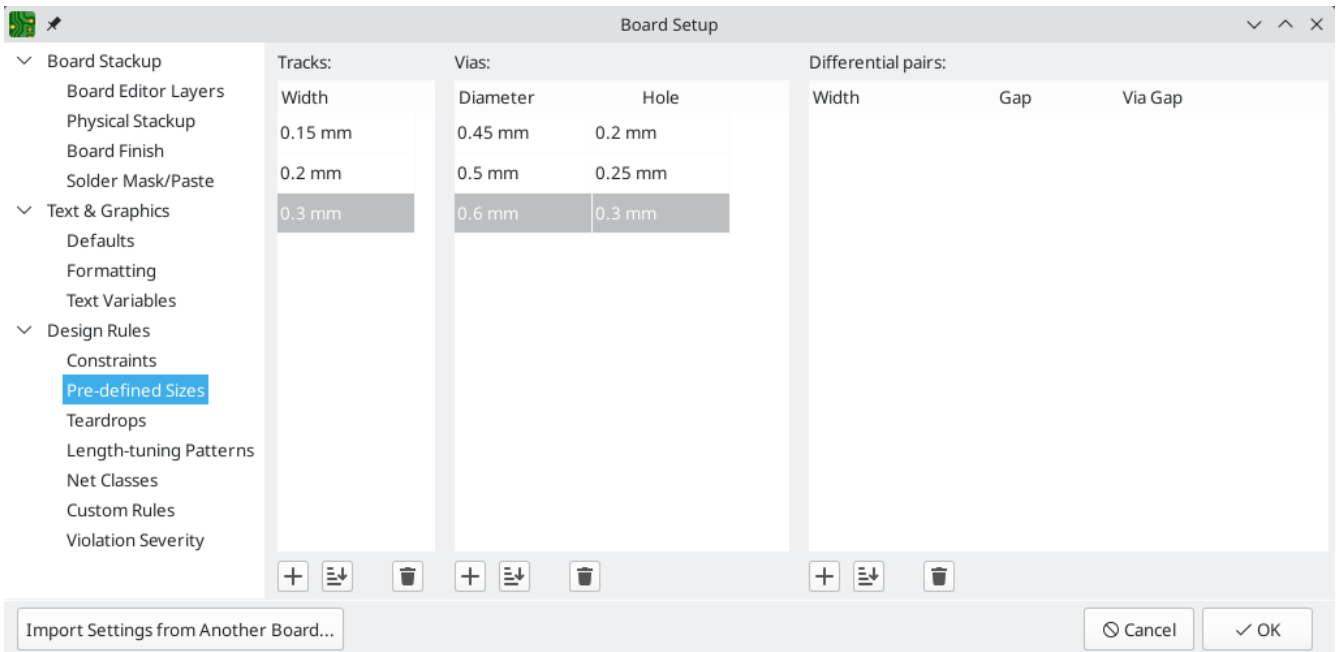 Board Setup
Board Stackup
Board Editor Layers
Physical Stackup
Board Finish
Solder Mask/Paste
Text & Graphics
Defaults
Formatting
Text Variables
Design Rules
Constraints
Pre-defined Sizes
Teardrops
Length-tuning Patterns
Net Classes
Custom Rules
Violation Severity
Tracks:
Width
0.15 mm
0.2 mm
0.3 mm
Vias:
Diameter Hole
0.45 mm 0.2 mm
0.5 mm 0.25 mm
0.6 mm 0.3 mm
Differential pairs:
Width Gap Via Gap
Import Settings from Another Board...
Cancel
OK